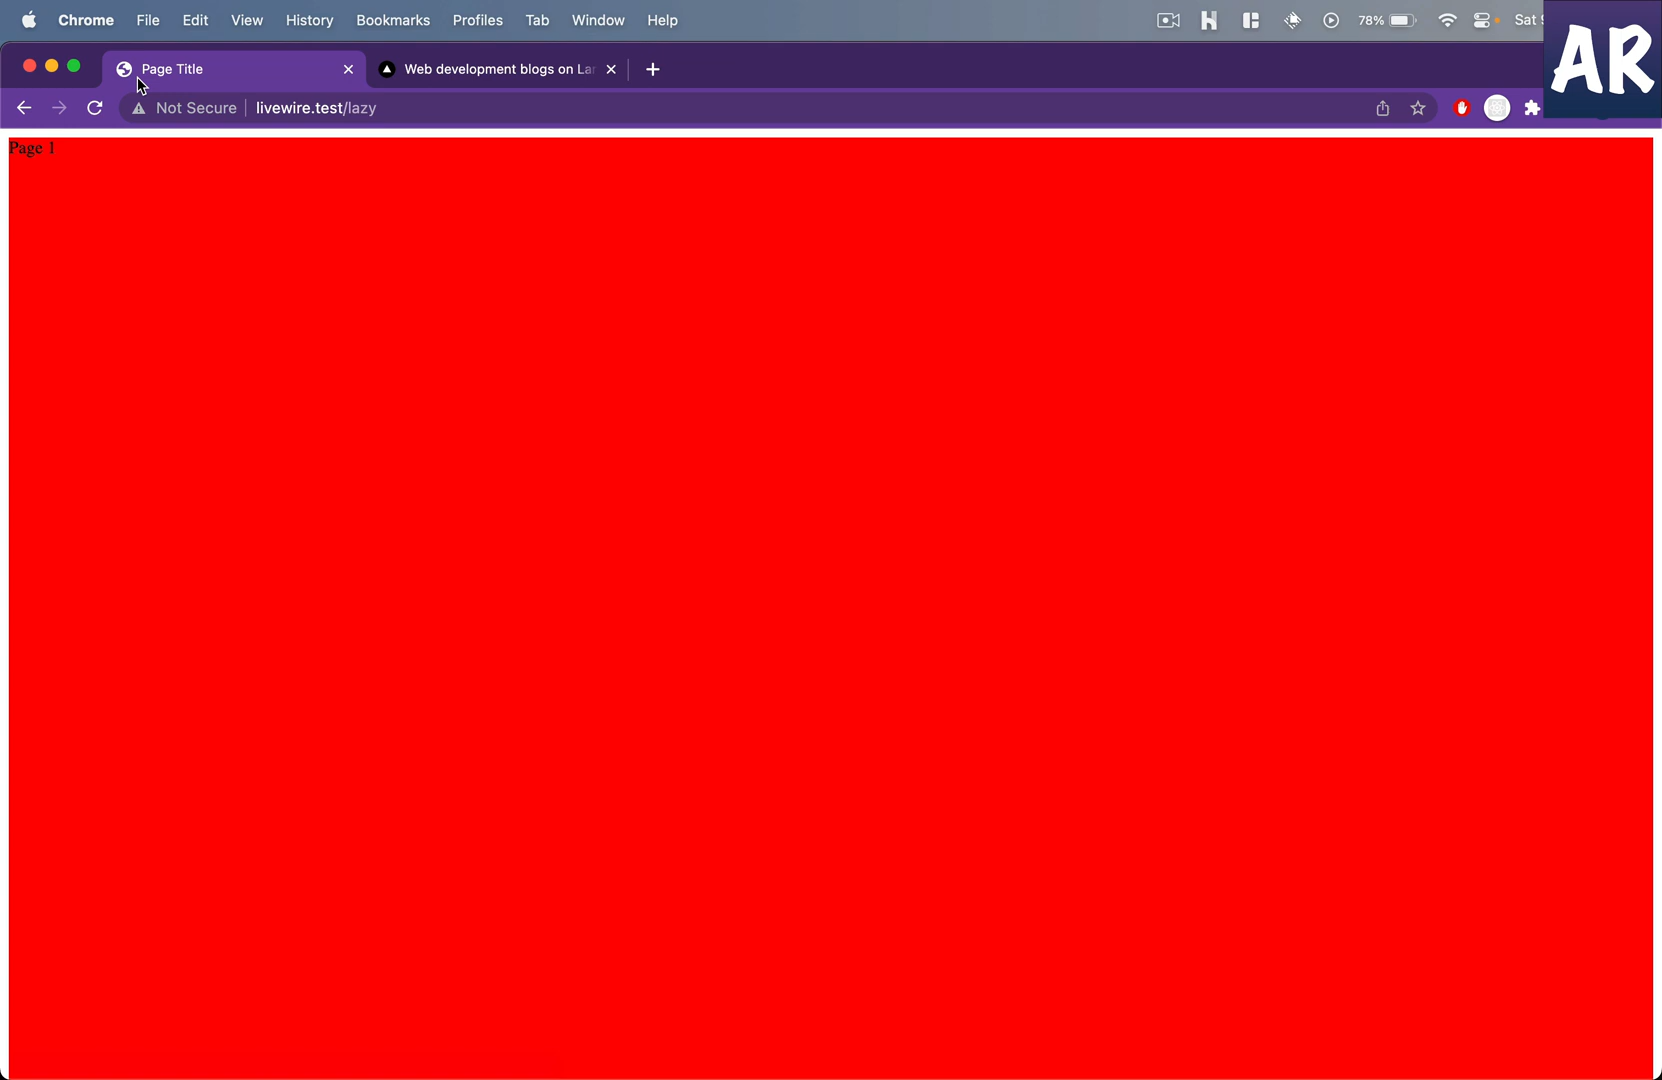 Chrome File Edit View History Bookmarks Profiles Tab Window Help 78% Sat
AR
Page Title Web development blogs on
Not Secure livewire.test/lazy
Page 1